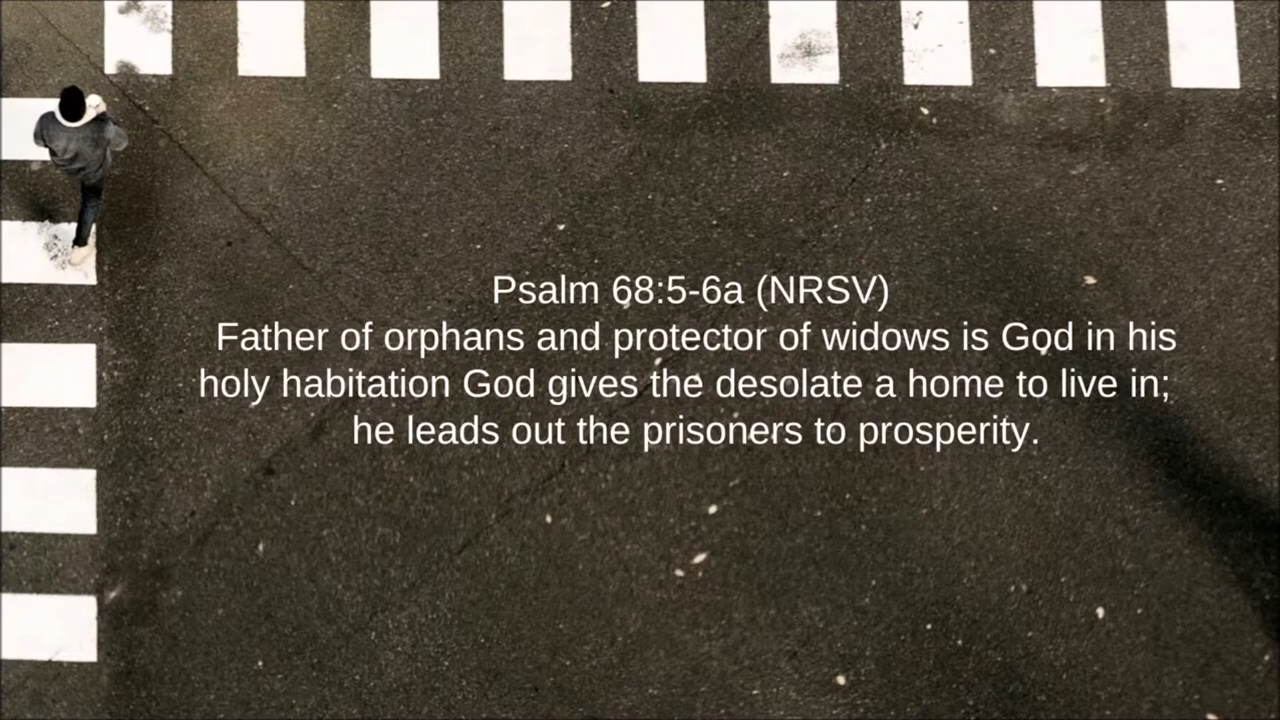 Psalm 68:5-6a (NRSV)
Father of orphans and protector of widows is God in his
holy habitation God gives the desolate a home to live in;
he leads out the prisoners to prosperity.